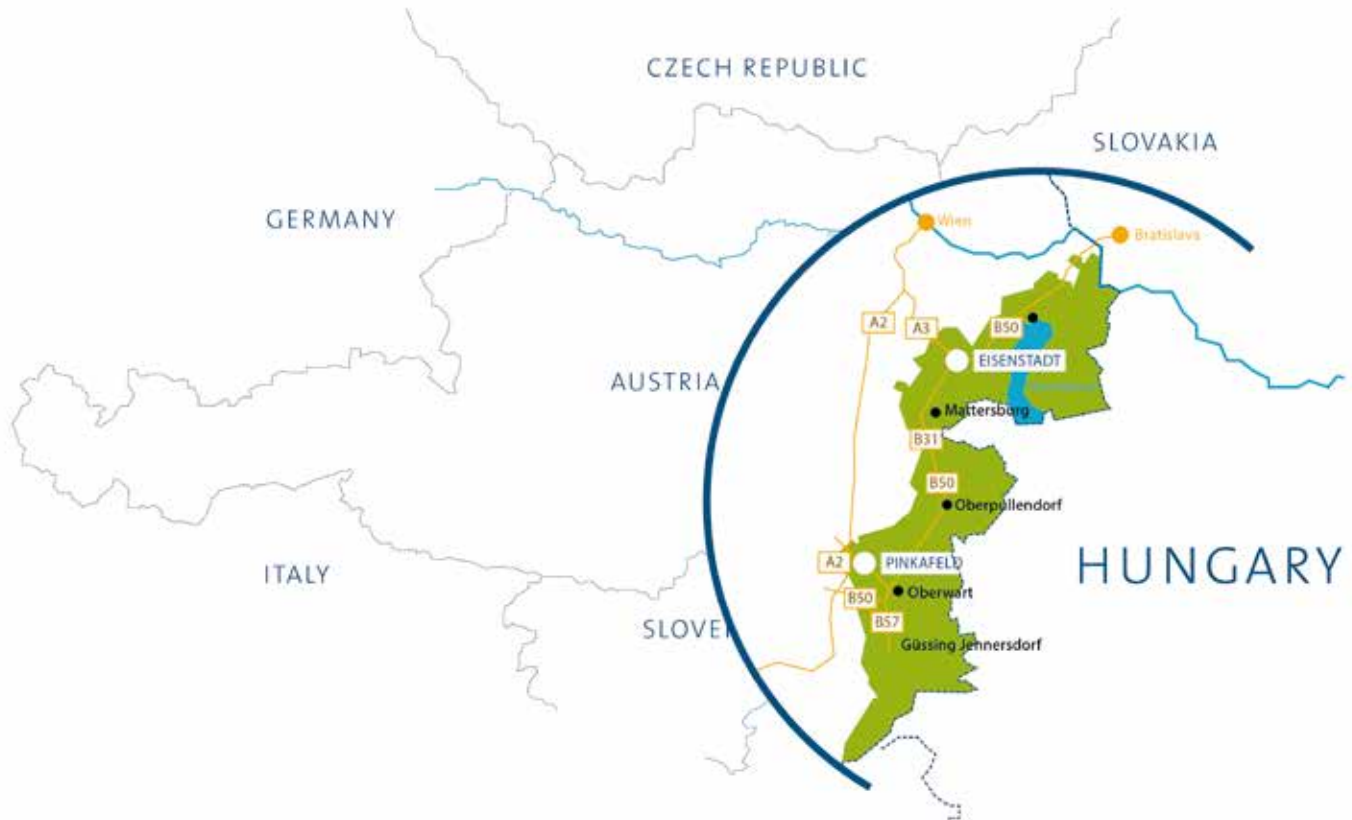 CZECH REPUBLIC
SLOVAKIA
GERMANY
Wien
Bratislava
A2
A3
B50
EISENSTADT
AUSTRIA
Mattersburg
B31
B50
Oberpullendorf
HUNGARY
A2
PINKAFELD
ITALY
B50
Oberwart
B57
SLOVE
Güssing Jennersdorf